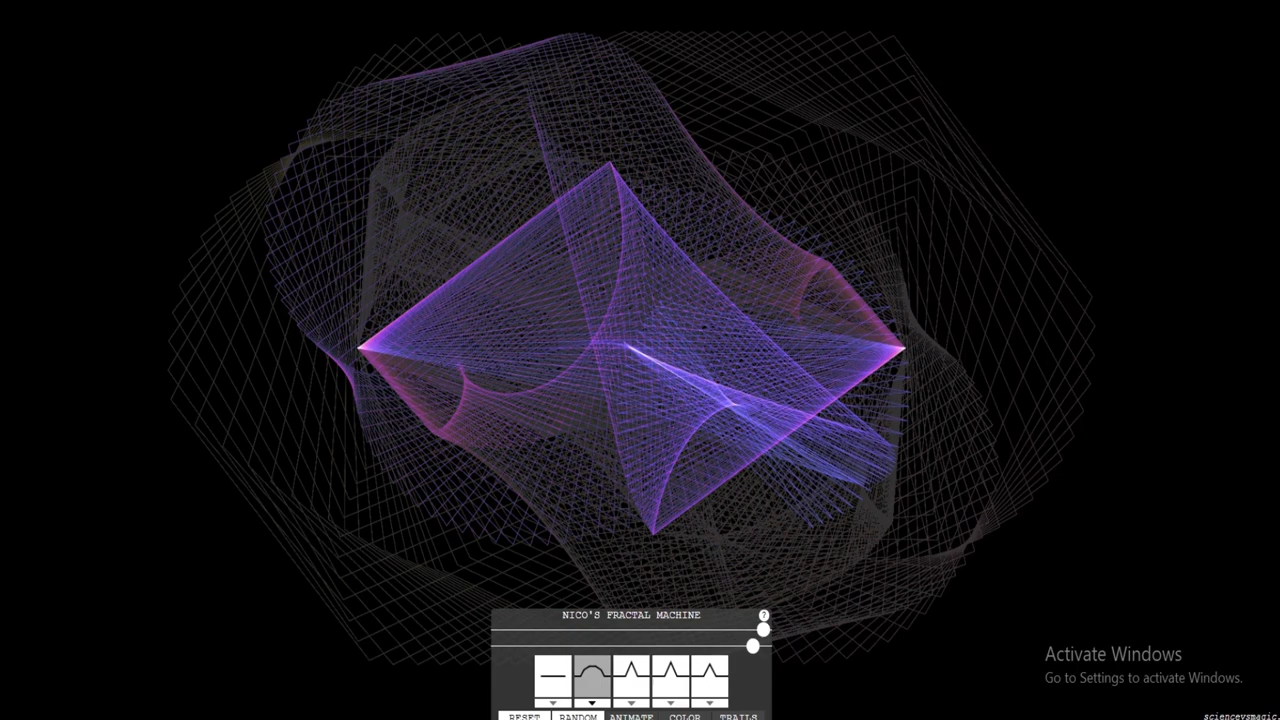 NICO'S FRACTAL MACHINE
?
Activate Windows
Go to Settings to activate Windows.
RESET RANDOM ANIMATE COLOR TRAILS
sciencevsmagic.